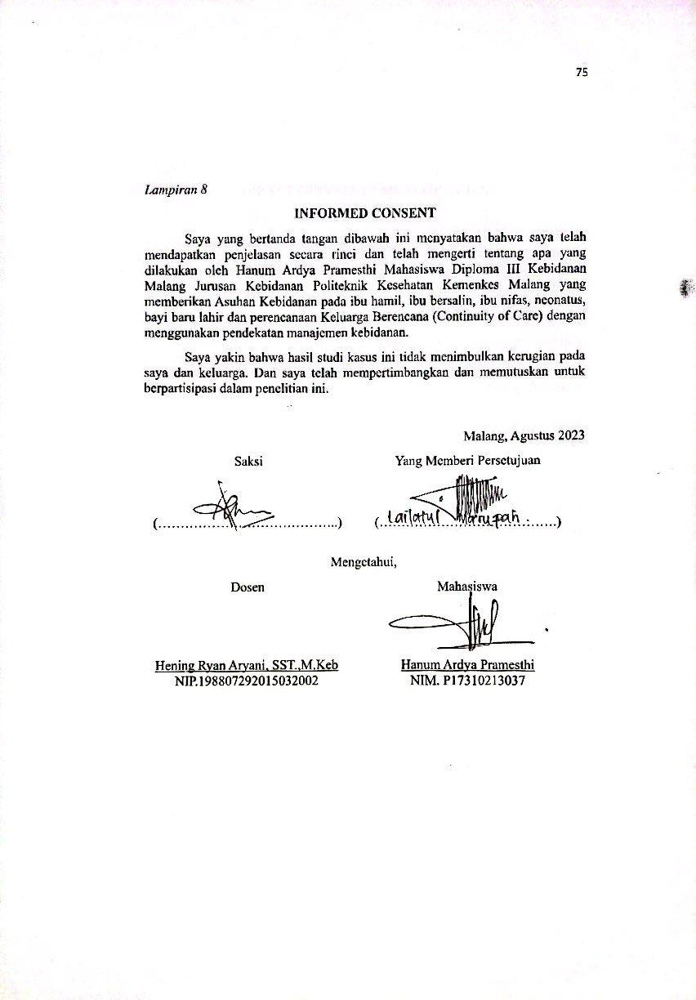 75
Lampiran 8
INFORMED CONSENT
Saya yang bertanda tangan dibawah ini menyatakan bahwa saya telah
mendapatkan penjelasan secara rinci dan telah mengerti tentang apa yang
dilakukan oleh Hanum Ardya Pramesthi Mahasiswa Diploma III Kebidanan
Malang Jurusan Kebidanan Politeknik Kesehatan Kemenkes Malang yang
memberikan Asuhan Kebidanan pada ibu hamil, ibu bersalin, ibu nifas, neonatus,
bayi baru lahir dan perencanaan Keluarga Berencana (Continuity of Care) dengan
menggunakan pendekatan manajemen kebidanan.
Saya yakin bahwa hasil studi kasus ini tidak menimbulkan kerugian pada
saya dan keluarga. Dan saya telah mempertimbangkan dan memutuskan untuk
berpartisipasi dalam penelitian ini.
Malang, Agustus 2023
Saksi Yang Memberi Persetujuan
(....................................) (Lailatul)
Mengetahui,
Dosen Mahasiswa
Hening Ryan Aryani, SST.,M.Keb Hanum Ardya Pramesthi
NIP.198807292015032002 NIM. P17310213037